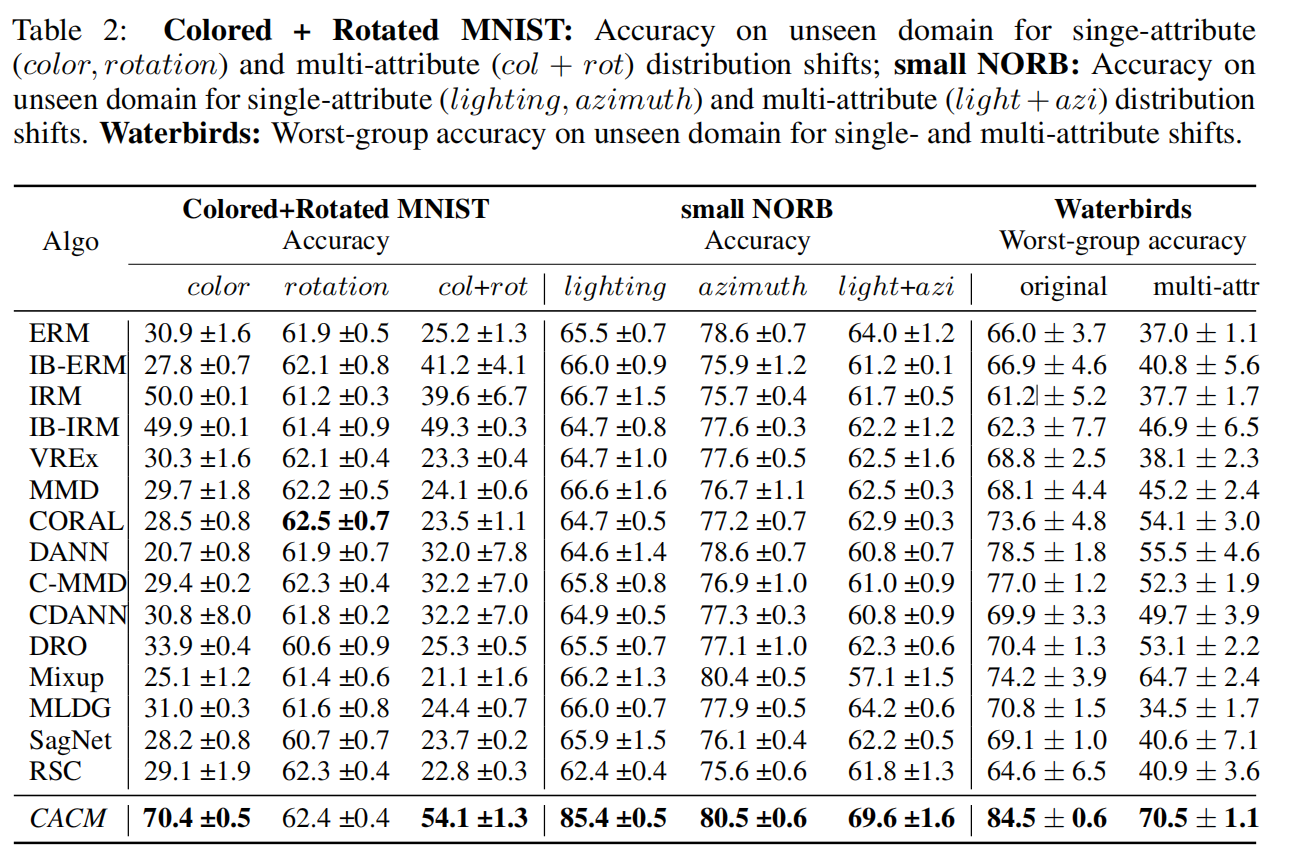 Table 2: Colored + Rotated MNIST: Accuracy on unseen domain for singe-attribute
(color, rotation) and multi-attribute (col + rot) distribution shifts; small NORB: Accuracy on
unseen domain for single-attribute (lighting, azimuth) and multi-attribute (light + azi) distribution
shifts. Waterbirds: Worst-group accuracy on unseen domain for single- and multi-attribute shifts.
Colored+Rotated MNIST small NORB Waterbirds
Algo Accuracy Accuracy Worst-group accuracy
color rotation col+rot lighting azimuth light+azi original multi-attr
ERM 30.9 ±1.6 61.9 ±0.5 25.2 ±1.3 65.5 ±0.7 78.6 ±0.7 64.0 ±1.2 66.0 ± 3.7 37.0 ± 1.1
IB-ERM 27.8 ±0.7 62.1 ±0.8 41.2 ±4.1 66.0 ±0.9 75.9 ±1.2 61.2 ±0.1 66.9 ± 4.6 40.8 ± 5.6
IRM 50.0 ±0.1 61.2 ±0.3 39.6 ±6.7 66.7 ±1.5 75.7 ±0.4 61.7 ±0.5 61.2 ± 5.2 37.7 ± 1.7
IB-IRM 49.9 ±0.1 61.4 ±0.9 49.3 ±0.3 64.7 ±0.8 77.6 ±0.3 62.2 ±1.2 62.3 ± 7.7 46.9 ± 6.5
VREx 30.3 ±1.6 62.1 ±0.4 23.3 ±0.4 64.7 ±1.0 77.6 ±0.5 62.5 ±1.6 68.8 ± 2.5 38.1 ± 2.3
MMD 29.7 ±1.8 62.2 ±0.5 24.1 ±0.6 66.6 ±1.6 76.7 ±1.1 62.5 ±0.3 68.1 ± 4.4 45.2 ± 2.4
CORAL 28.5 ±0.8 62.5 ±0.7 23.5 ±1.1 64.7 ±0.5 77.2 ±0.7 62.9 ±0.3 73.6 ± 4.8 54.1 ± 3.0
DANN 20.7 ±0.8 61.9 ±0.7 32.0 ±7.8 64.6 ±1.4 78.6 ±0.7 60.8 ±0.7 78.5 ± 1.8 55.5 ± 4.6
C-MMD 29.4 ±0.2 62.3 ±0.4 32.2 ±7.0 65.8 ±0.8 76.9 ±1.0 61.0 ±0.9 77.0 ± 1.2 52.3 ± 1.9
CDANN 30.8 ±8.0 61.8 ±0.2 32.2 ±7.0 64.9 ±0.5 77.3 ±0.3 60.8 ±0.9 69.9 ± 3.3 49.7 ± 3.9
DRO 33.9 ±0.4 60.6 ±0.9 25.3 ±0.5 65.5 ±0.7 77.1 ±1.0 62.3 ±0.6 70.4 ± 1.3 53.1 ± 2.2
Mixup 25.1 ±1.2 61.4 ±0.6 21.1 ±1.6 66.2 ±1.3 80.4 ±0.5 57.1 ±1.5 74.2 ± 3.9 64.7 ± 2.4
MLDG 31.0 ±0.3 61.6 ±0.8 24.4 ±0.7 66.0 ±0.7 77.9 ±0.5 64.2 ±0.6 70.8 ± 1.5 34.5 ± 1.7
SagNet 28.2 ±0.8 60.7 ±0.7 23.7 ±0.2 65.9 ±1.5 76.1 ±0.4 62.2 ±0.5 69.1 ± 1.0 40.6 ± 7.1
RSC 29.1 ±1.9 62.3 ±0.4 22.8 ±0.3 62.4 ±0.4 75.6 ±0.6 61.8 ±1.3 64.6 ± 6.5 40.9 ± 3.6
CACM 70.4 ±0.5 62.4 ±0.4 54.1 ±1.3 85.4 ±0.5 80.5 ±0.6 69.6 ±1.6 84.5 ± 0.6 70.5 ± 1.1